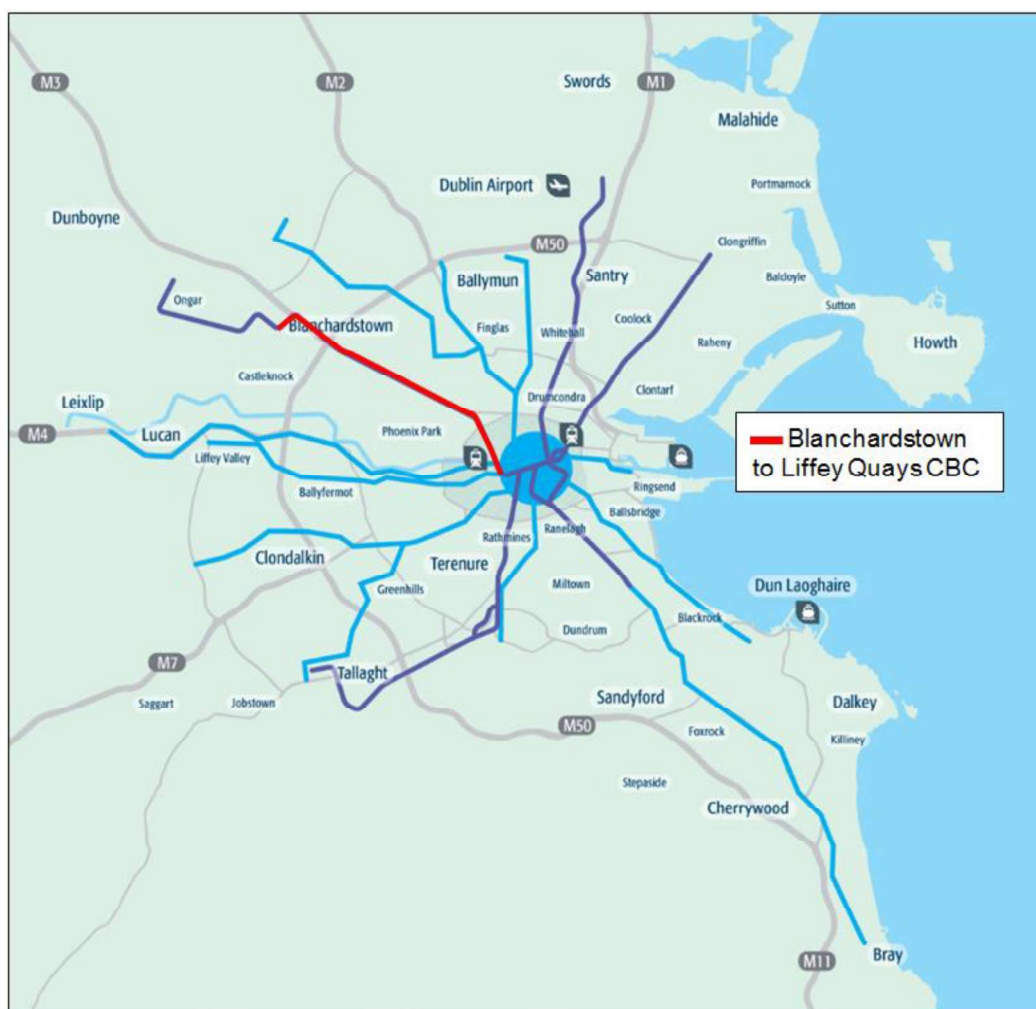 M3
M2
Swords
M1
Malahide
Dublin Airport
Portmarnock
Dunboyne
M50
Clongriffin
Ballymun
Santry
Baldoyle
Ongar
Blanchardstown
Finglas
Whitehall
Coolock
Sutton
Raheny
Howth
Castleknock
Drumcondra
Clontarf
Leixlip
M4
Lucan
Phoenix Park
Blanchardstown
to Liffey Quays CBC
Liffey Valley
Ballyfermot
Ringsend
Ballsbridge
Clondalkin
Terenure
Rathmines
Ranelagh
Greenhills
Miltown
Dun Laoghaire
Blackrock
Dundrum
M7
Tallaght
Saggart
Jobstown
Sandyford
Dalkey
M50
Foxrock
Killiney
Stepaside
Cherrywood
M11
Bray